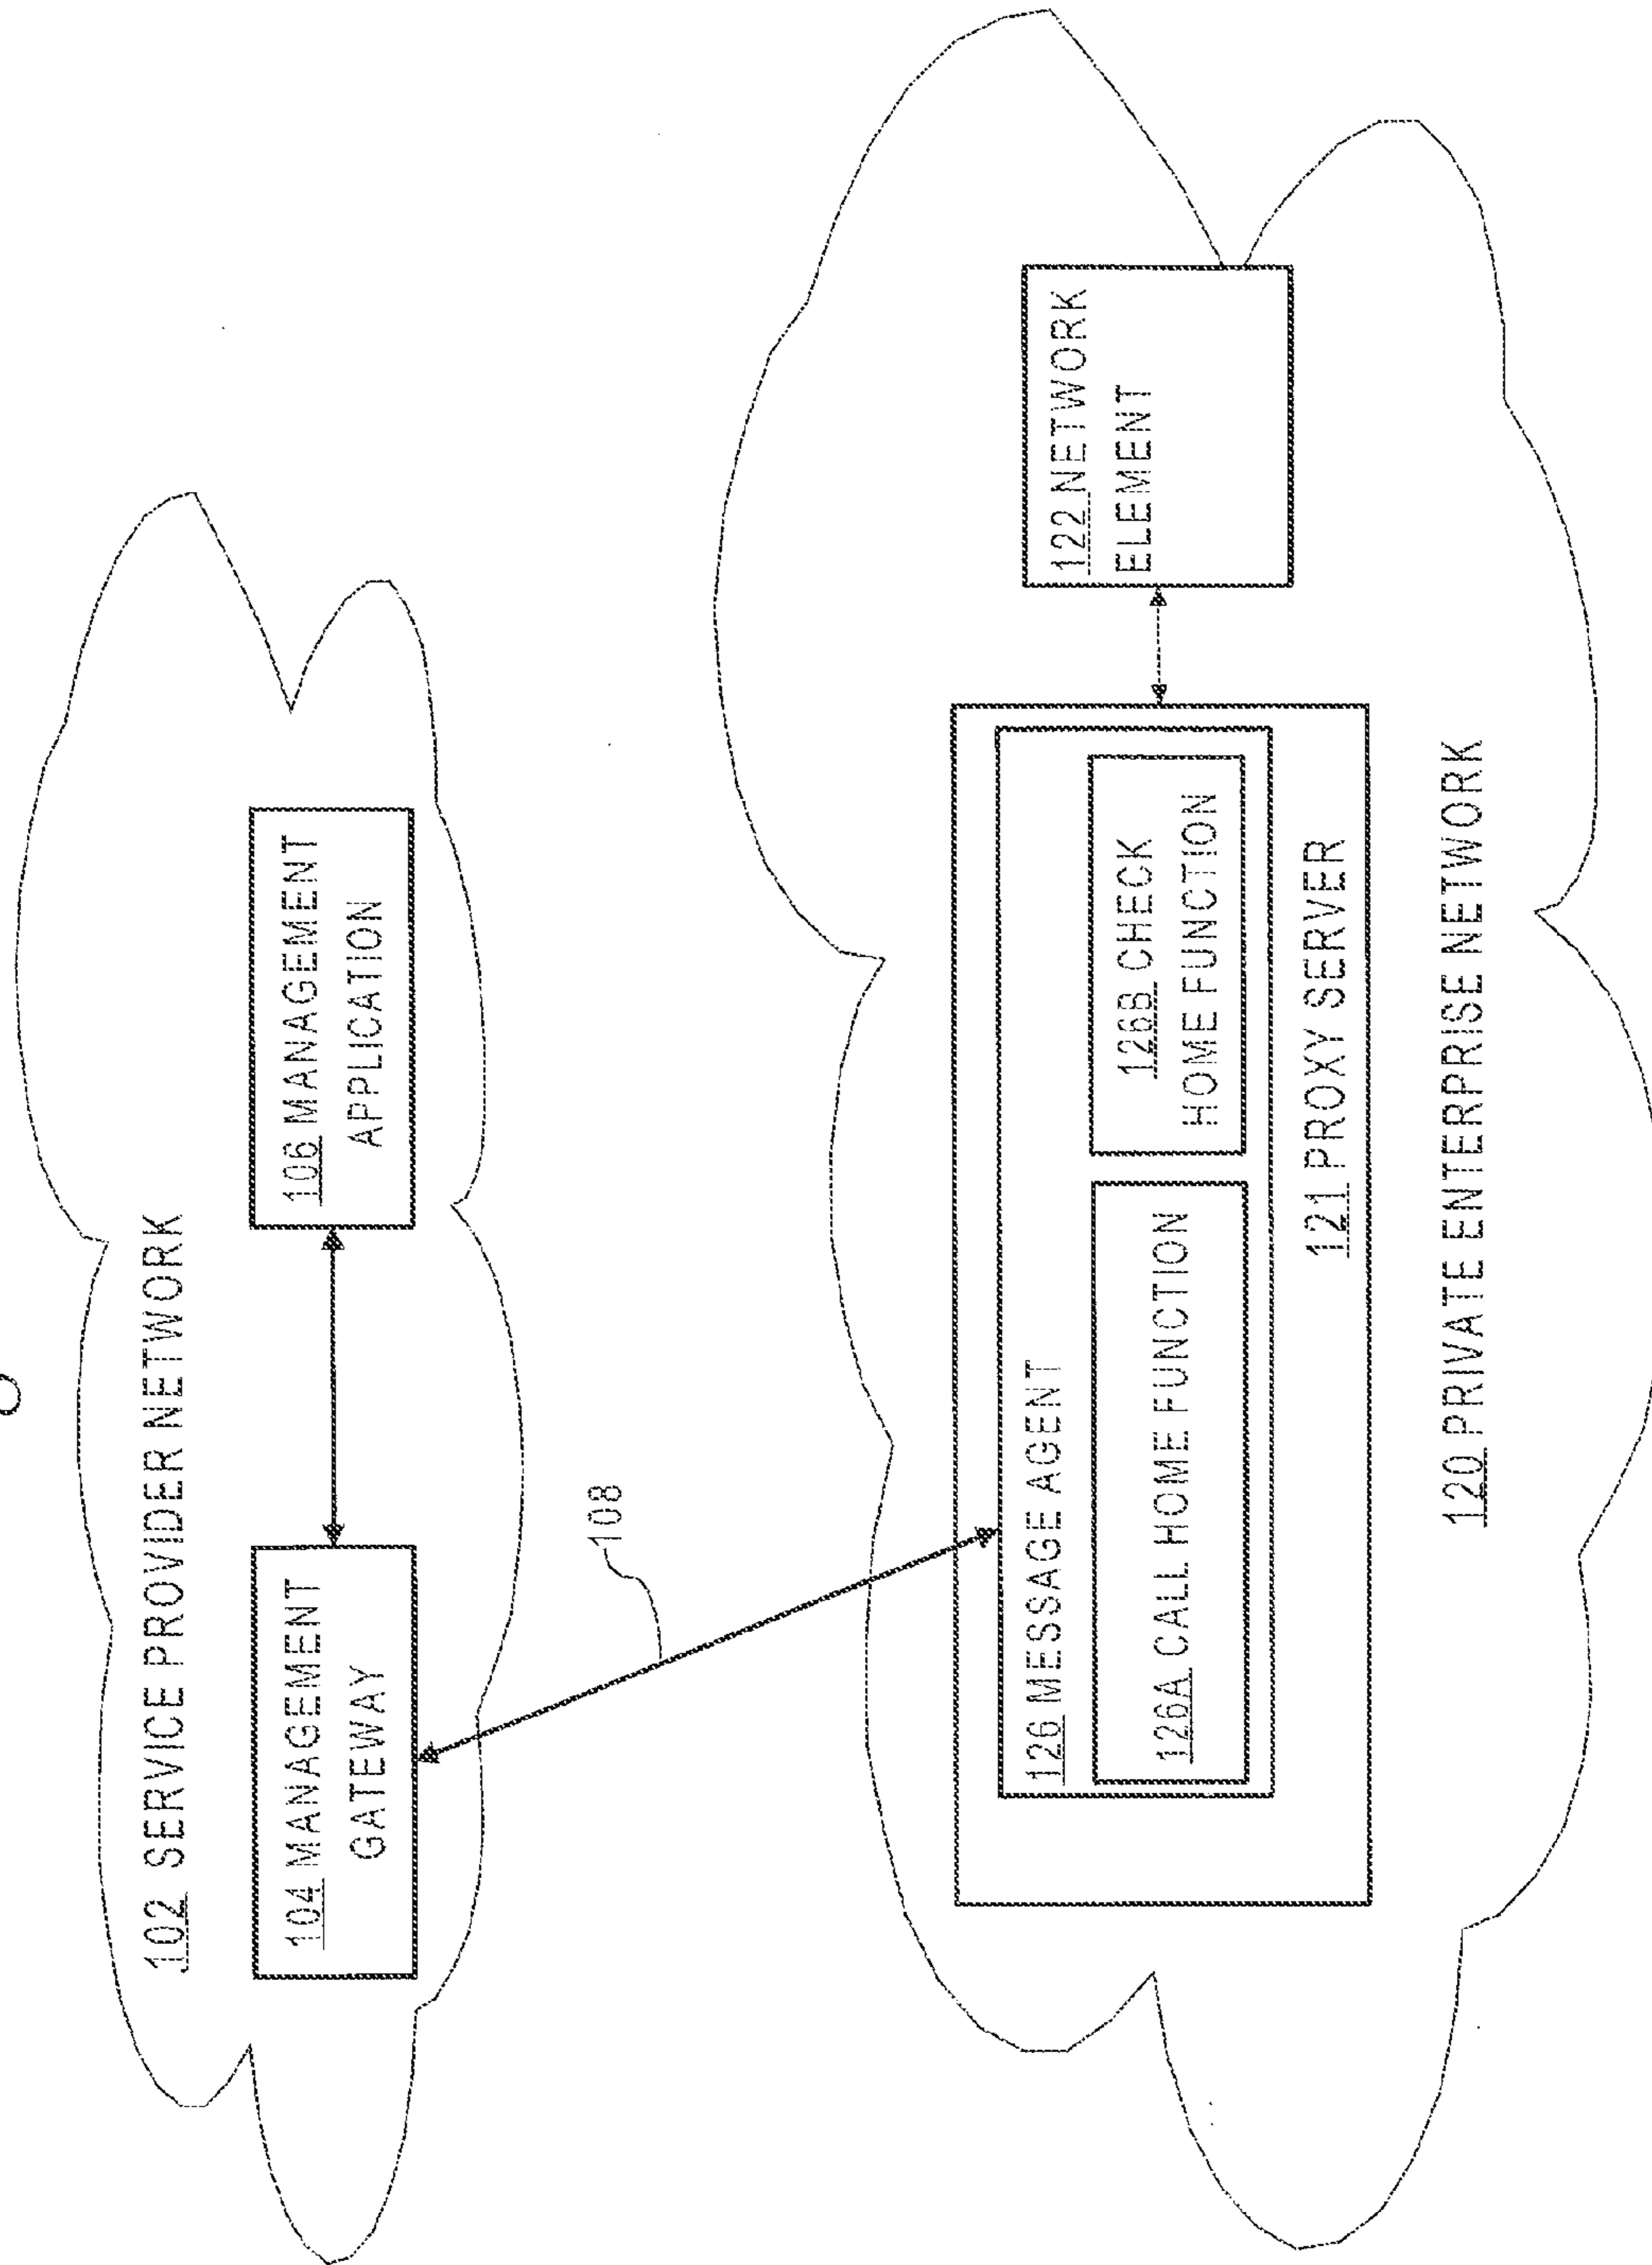 102 SERVICE PROVIDER NETWORK
104 MANAGEMENT
GATEWAY
106 MANAGEMENT
APPLICATION
108
126 MESSAGE AGENT
126A CALL HOME FUNCTION
126B CHECK
HOME FUNCTION
121 PROXY SERVER
122 NETWORK
ELEMENT
120 PRIVATE ENTERPRISE NETWORK